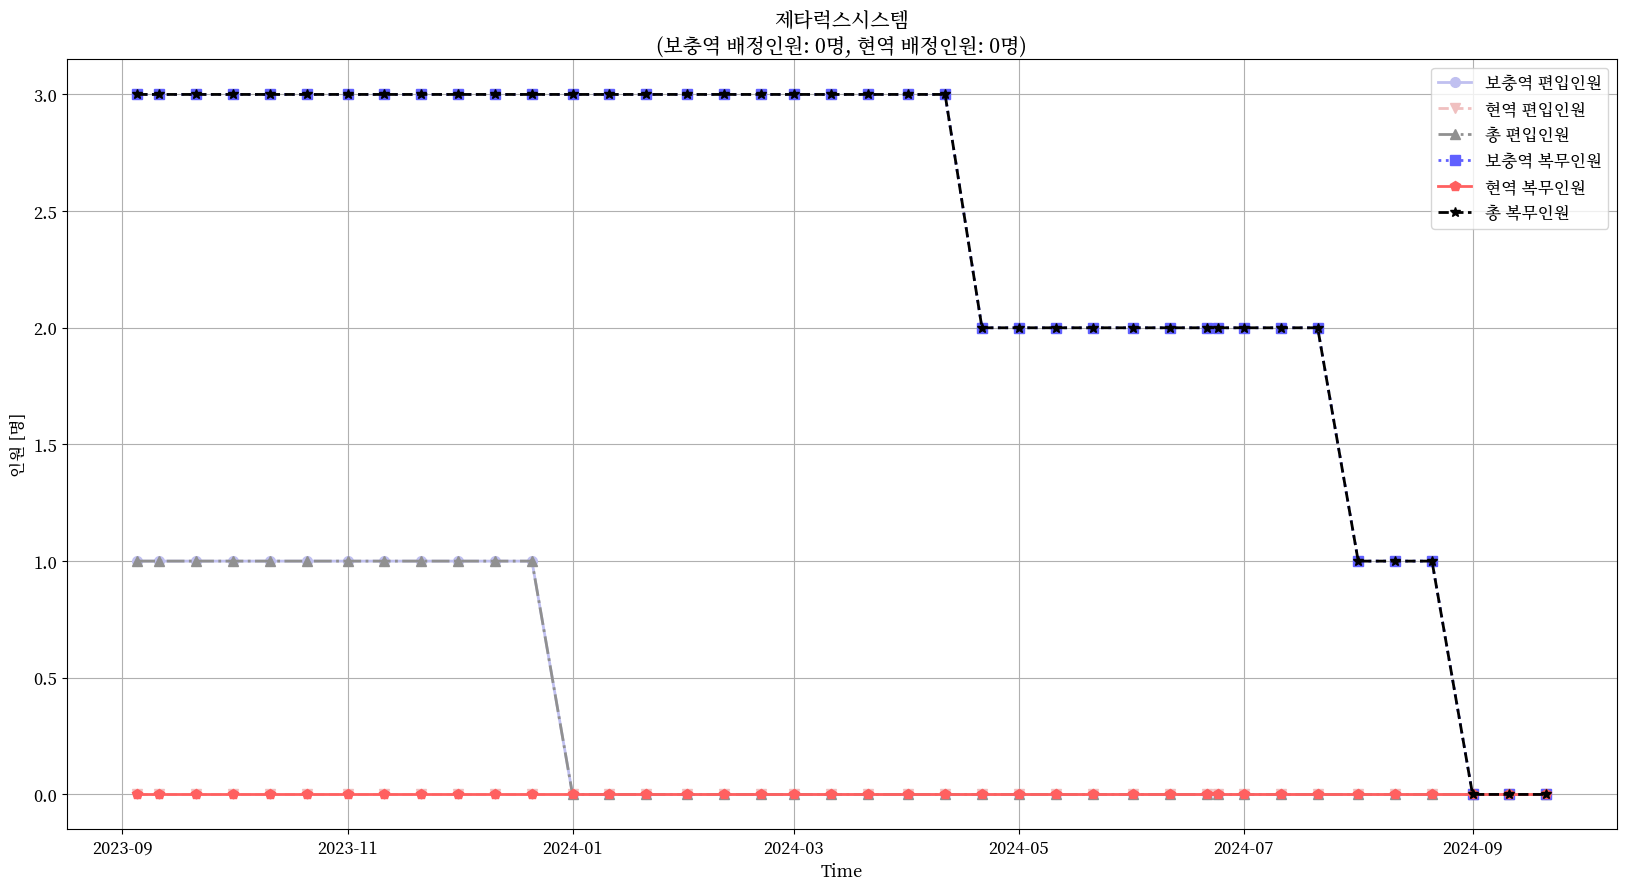 제타럭스시스템
(보충역 배정인원: 0명, 현역 배정인원: 0명)
보충역 편입인원
현역 편입인원
총 편입인원
보충역 복무인원
현역 복무인원
총 복무인원
인원 [명]
3.0
2.5
2.0
1.5
1.0
0.5
0.0
2023-09
2023-11
2024-01
2024-03
2024-05
2024-07
2024-09
Time